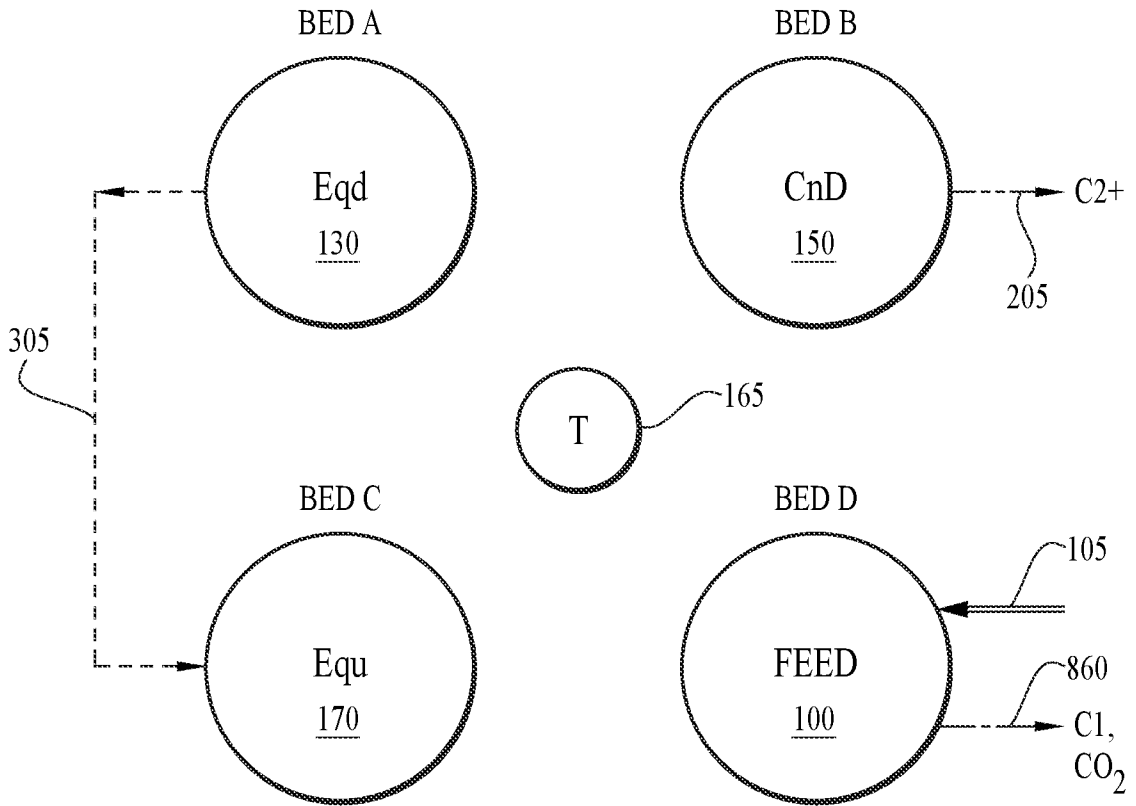 BED A
BED B
Eqd
130
CnD
150
C2+
205
305
T
165
BED C
BED D
105
Equ
170
FEED
100
860
C1,
CO2